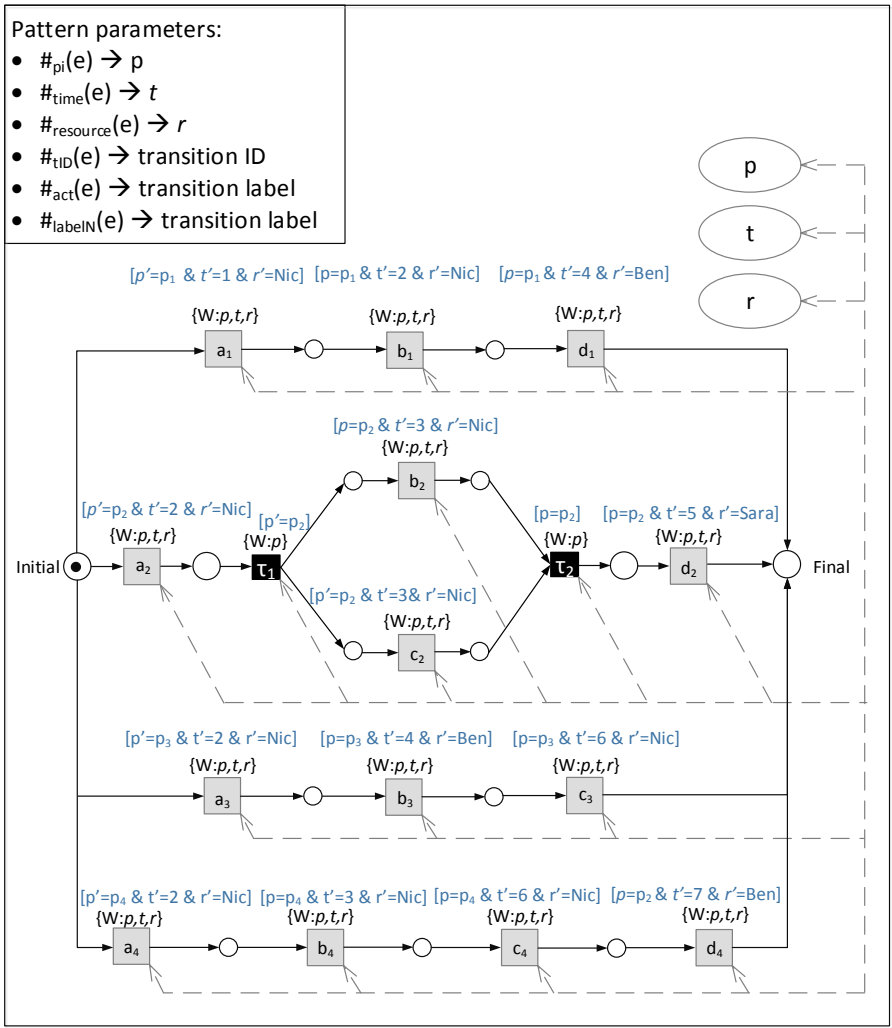 Pattern parameters:
• #pi(e) → p
• #time(e) → t
• #resource(e) → r
• #tID(e) → transition ID
• #act(e) → transition label
• #labelN(e) → transition label
p
t
r
[p′=p1 & t′=1 & r′=Nic] [p=p1 & t′=2 & r′=Nic] [p=p1 & t′=4 & r′=Ben]
{W:p,t,r} {W:p,t,r} {W:p,t,r}
a1 b1 d1
[p=p2 & t′=3 & r′=Nic]
{W:p,t,r}
b2
[p′=p2 & t′=2 & r′=Nic] [p′=p2] [p=p2] [p=p2 & t′=5 & r′=Sara]
{W:p,t,r} {W:p} {W:p} {W:p,t,r}
Initial a2 τ1 τ2 d2 Final
[p′=p2 & t′=3& r′=Nic]
{W:p,t,r}
c2
[p′=p3 & t′=2 & r′=Nic] [p=p3 & t′=4 & r′=Ben] [p=p3 & t′=6 & r′=Nic]
{W:p,t,r} {W:p,t,r} {W:p,t,r}
a3 b3 c3
[p′=p4 & t′=2 & r′=Nic] [p=p4 & t′=3 & r′=Nic] [p=p4 & t′=6 & r′=Nic] [p=p2 & t′=7 & r′=Ben]
{W:p,t,r} {W:p,t,r} {W:p,t,r} {W:p,t,r}
a4 b4 c4 d4